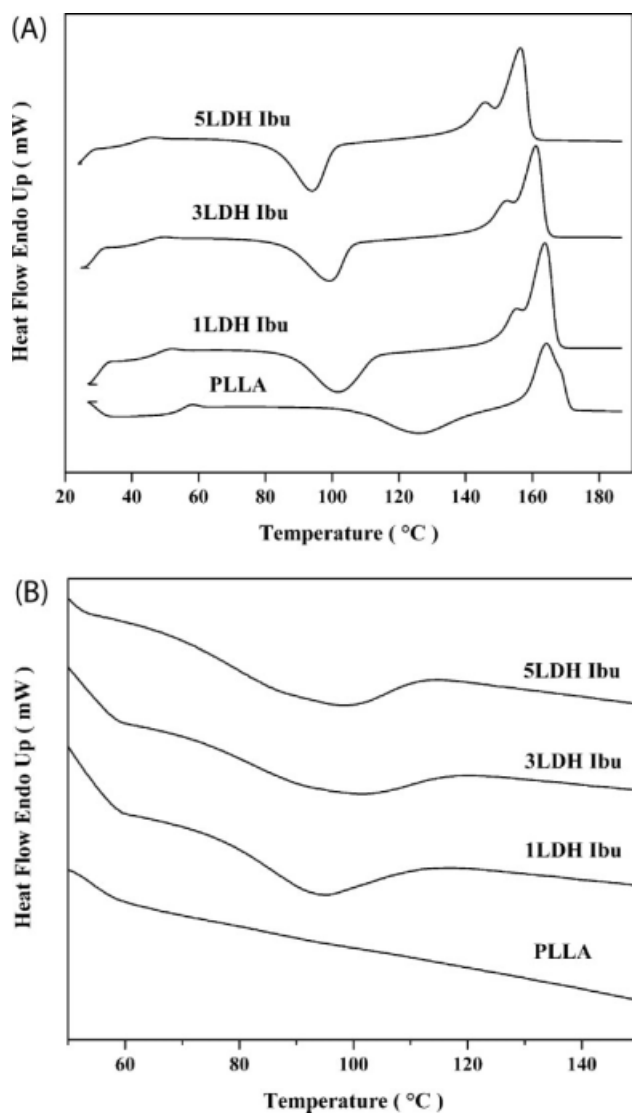 (A)
Heat Flow Endo Up ( mW )
5LDH Ibu
3LDH Ibu
1LDH Ibu
PLLA
20 40 60 80 100 120 140 160 180
Temperature ( °C )
(B)
Heat Flow Endo Up ( mW )
5LDH Ibu
3LDH Ibu
1LDH Ibu
PLLA
60 80 100 120 140
Temperature ( °C )